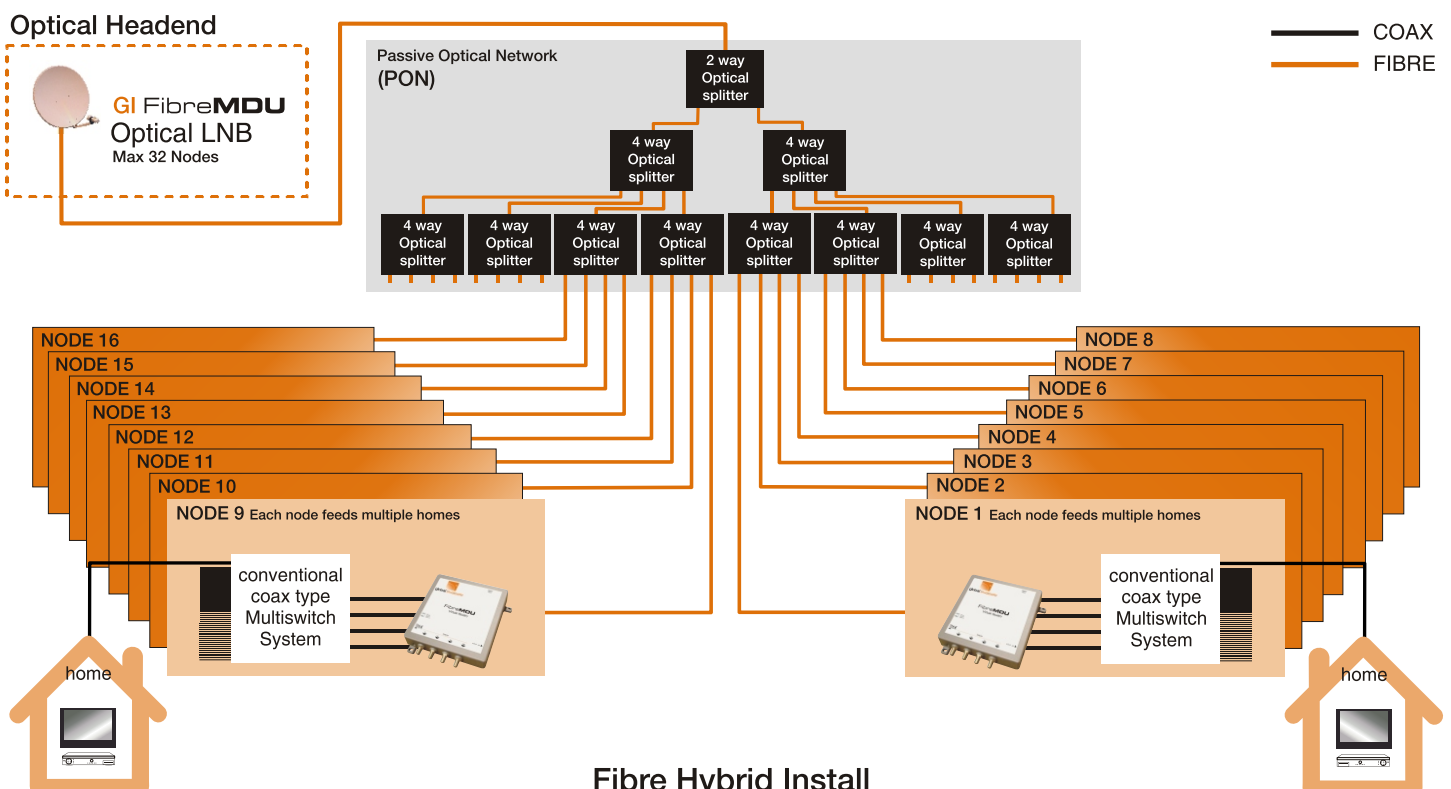 Optical Headend
GI FibreMDU
Optical LNB
Max 32 Nodes
Passive Optical Network
(PON)
COAX
FIBRE
2 way
Optical
splitter
4 way
Optical
splitter
4 way
Optical
splitter
4 way
Optical
splitter
4 way
Optical
splitter
4 way
Optical
splitter
4 way
Optical
splitter
4 way
Optical
splitter
4 way
Optical
splitter
4 way
Optical
splitter
4 way
Optical
splitter
NODE 16
NODE 15
NODE 14
NODE 13
NODE 12
NODE 11
NODE 10
NODE 9 Each node feeds multiple homes
conventional
coax type
Multiswitch
System
FibreMDU
home
NODE 8
NODE 7
NODE 6
NODE 5
NODE 4
NODE 3
NODE 2
NODE 1 Each node feeds multiple homes
FibreMDU
conventional
coax type
Multiswitch
System
home
Fibre Hybrid Install